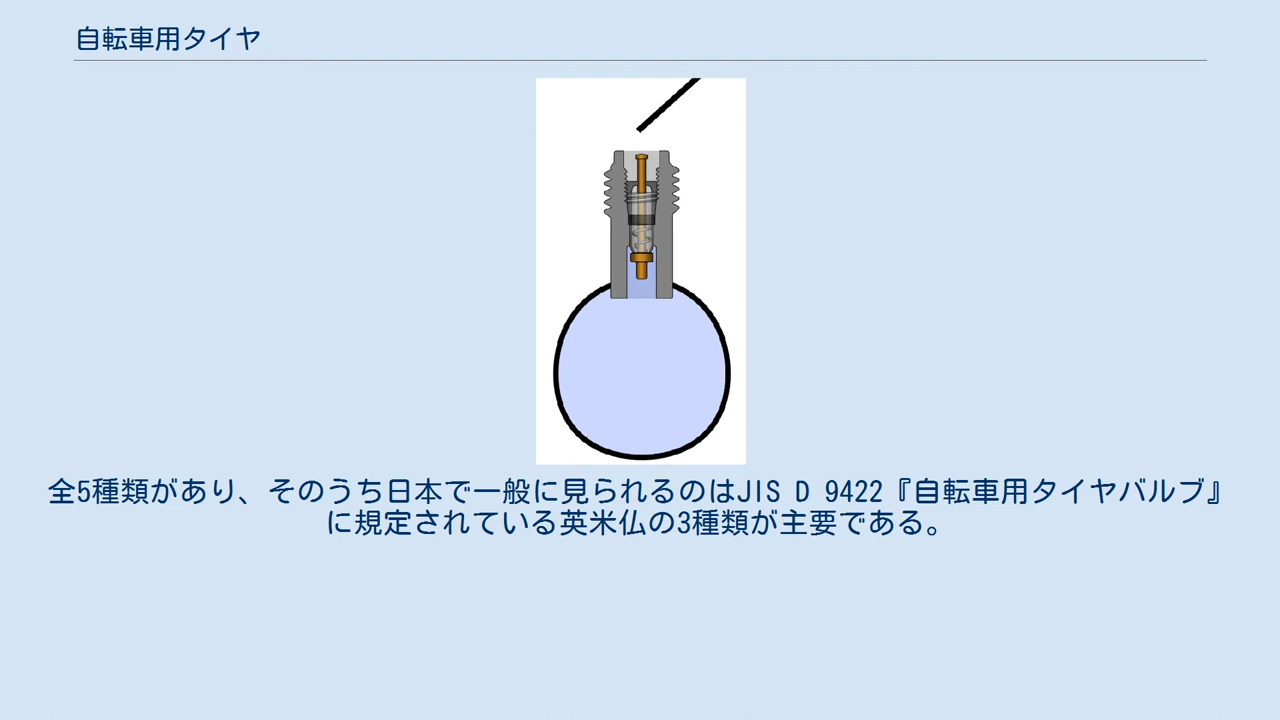 自転車用タイヤ
全5種類があり、そのうち日本で一般に見られるのはJIS D 9422『自転車用タイヤバルブ』
に規定されている英米仏の3種類が主要である。